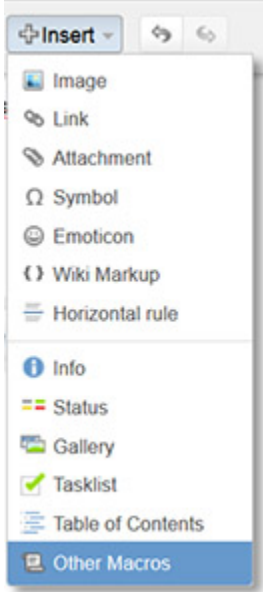 Insert
Image
Link
Attachment
Symbol
Emoticon
Wiki Markup
Horizontal rule
Info
Status
Gallery
Tasklist
Table of Contents
Other Macros